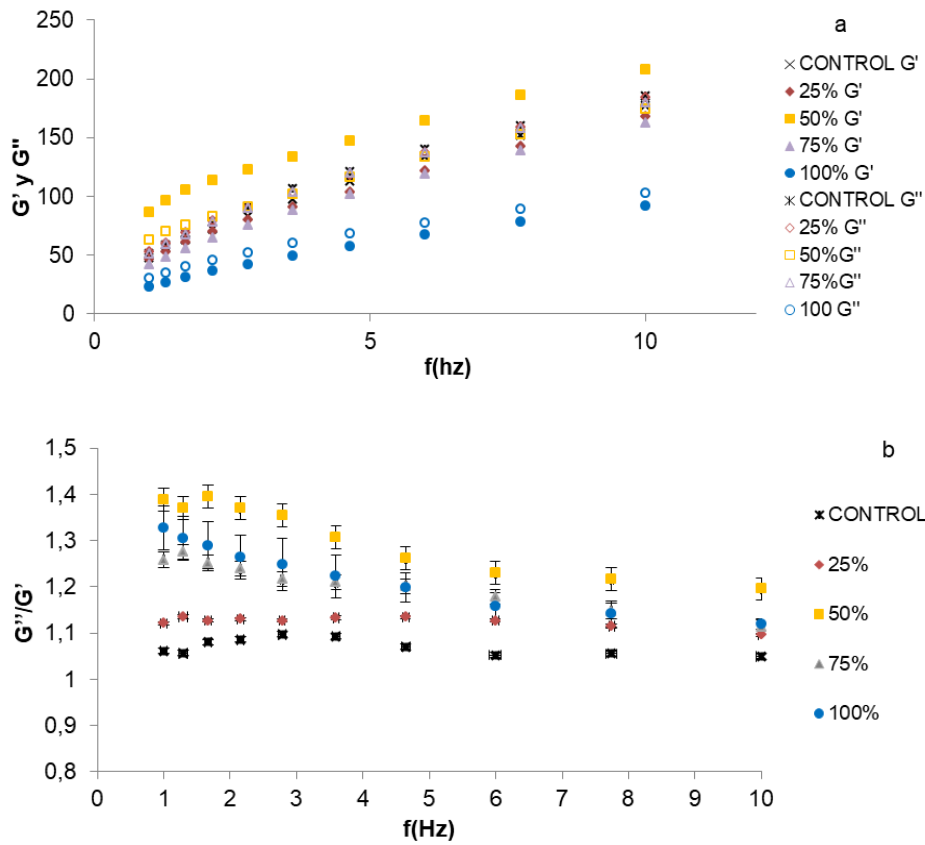 a
250
200
150
100
50
0
G' y G"
0 5 10
f(hz)
CONTROL G'
25% G'
50% G'
75% G'
100% G'
CONTROL G"
25% G"
50%G"
75%G"
100 G"
b
1,5
1,4
1,3
1,2
1,1
1
0,9
0,8
G''/G'
0 1 2 3 4 5 6 7 8 9 10
f(Hz)
CONTROL
25%
50%
75%
100%